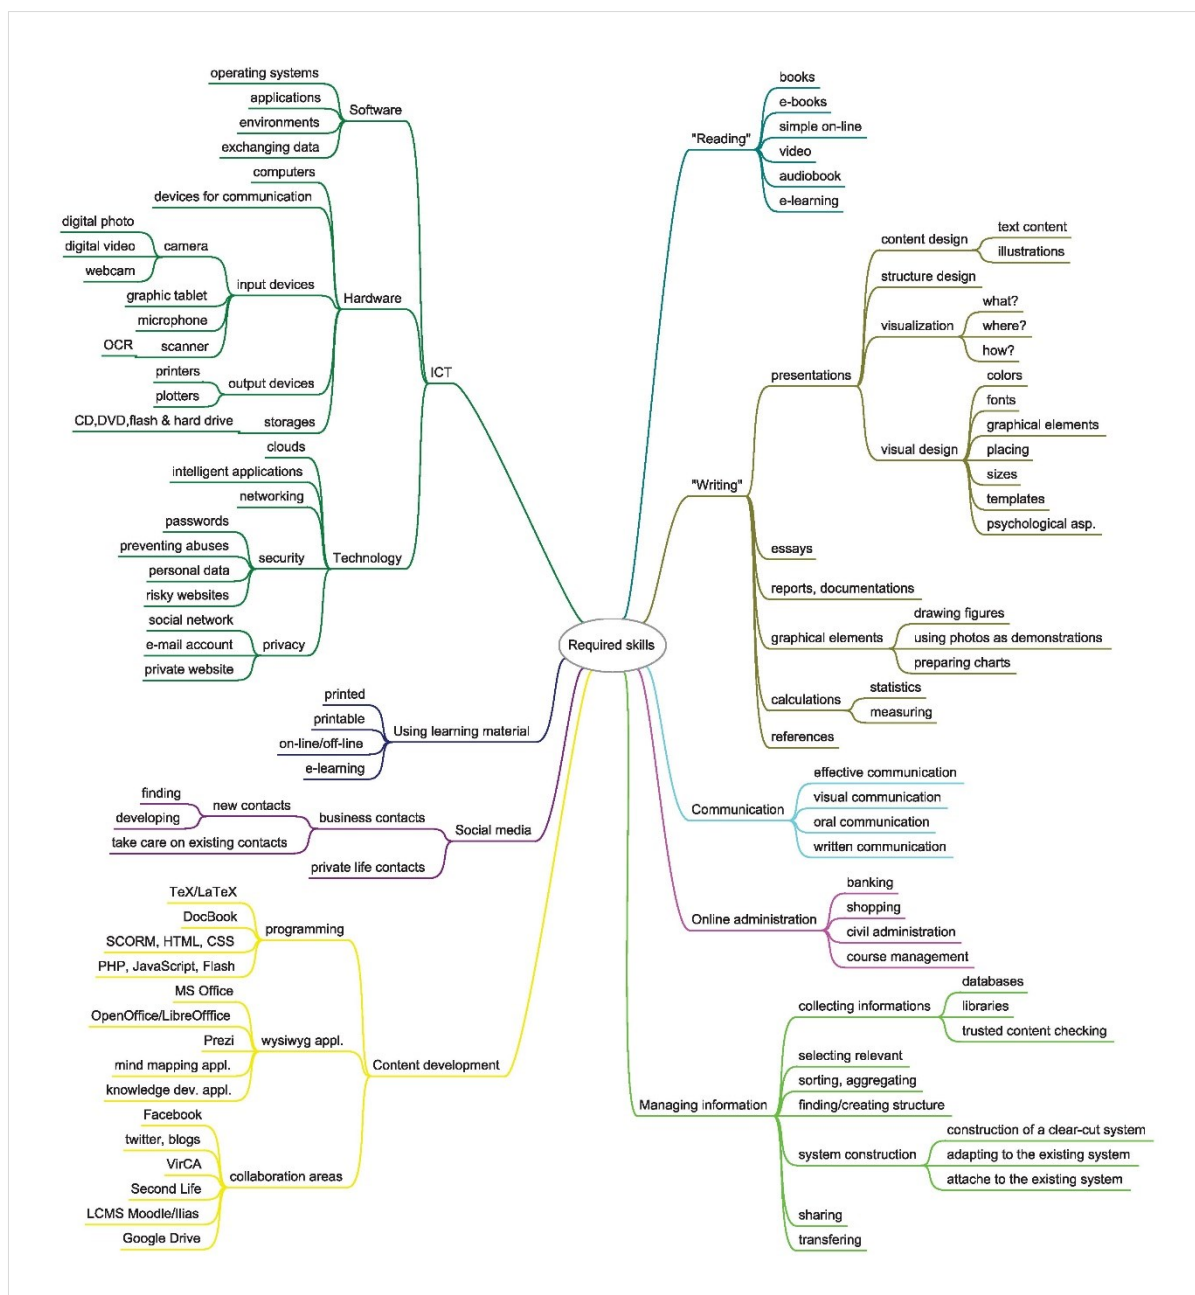 Required skills
ICT
Software
operating systems
applications
environments
exchanging data
Hardware
computers
devices for communication
input devices
camera
digital photo
digital video
webcam
graphic tablet
microphone
scanner
OCR
output devices
printers
plotters
storages
CD,DVD,flash & hard drive
Technology
clouds
intelligent applications
networking
security
passwords
preventing abuses
personal data
risky websites
privacy
social network
e-mail account
private website
Using learning material
printed
printable
on-line/off-line
e-learning
Social media
business contacts
new contacts
finding
developing
take care on existing contacts
private life contacts
Content development
programming
TeX/LaTeX
DocBook
SCORM, HTML, CSS
PHP, JavaScript, Flash
wysiwyg appl.
MS Office
OpenOffice/LibreOfffice
Prezi
mind mapping appl.
knowledge dev. appl.
collaboration areas
Facebook
twitter, blogs
VirCA
Second Life
LCMS Moodle/Ilias
Google Drive
"Reading"
books
e-books
simple on-line
video
audiobook
e-learning
"Writing"
presentations
content design
text content
illustrations
structure design
visualization
what?
where?
how?
visual design
colors
fonts
graphical elements
placing
sizes
templates
psychological asp.
essays
reports, documentations
graphical elements
drawing figures
using photos as demonstrations
preparing charts
calculations
statistics
measuring
references
Communication
effective communication
visual communication
oral communication
written communication
Online administration
banking
shopping
civil administration
course management
Managing information
collecting informations
databases
libraries
trusted content checking
selecting relevant
sorting, aggregating
finding/creating structure
system construction
construction of a clear-cut system
adapting to the existing system
attache to the existing system
sharing
transfering